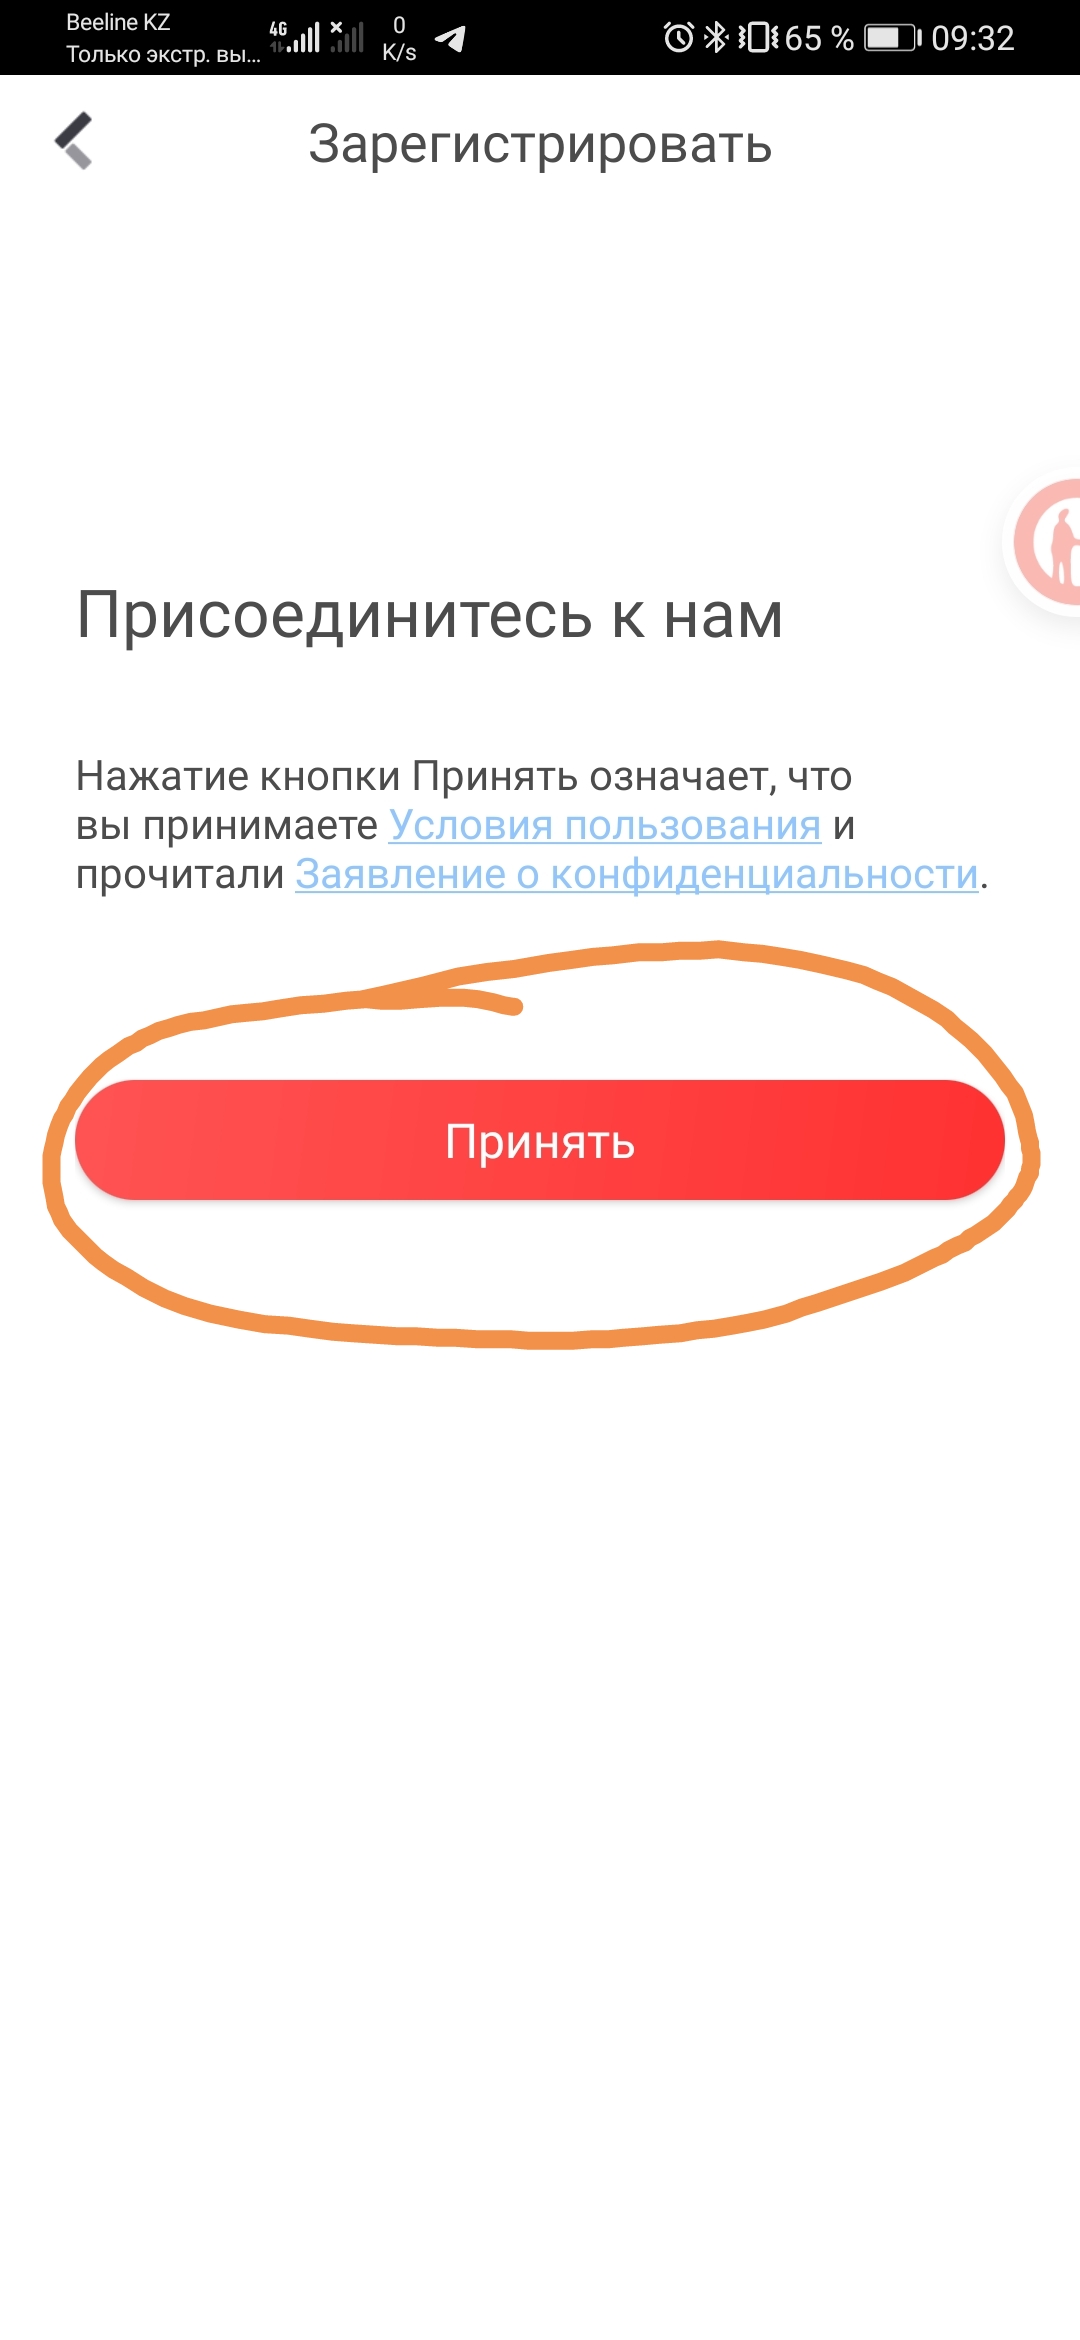 Beeline KZ
Только экстр. вы...
4G
0
K/s
65 %
09:32
Зарегистрировать
Присоединитесь к нам
Нажатие кнопки Принять означает, что
вы принимаете Условия пользования и
прочитали Заявление о конфиденциальности.
Принять